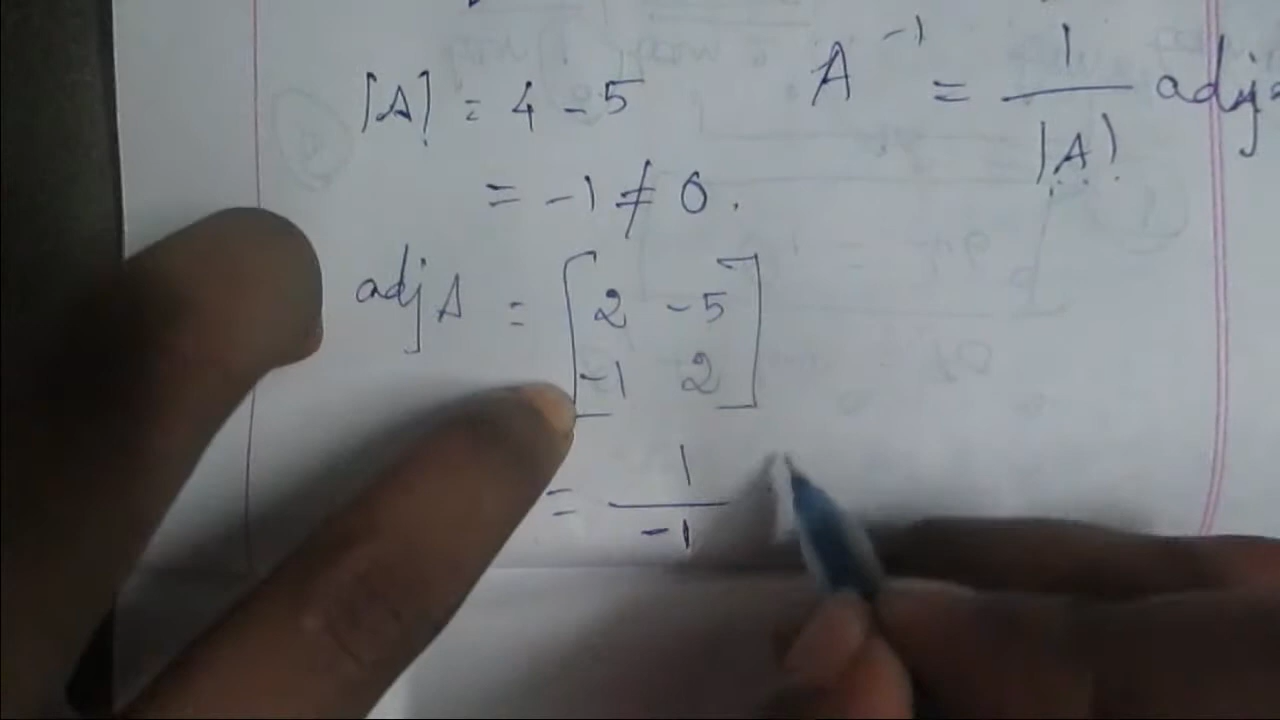 |A| = 4 - 5
A⁻¹ = 1/|A| adj
= -1 ≠ 0.
adj A = [2 -5
-1 2]
= 1/-1